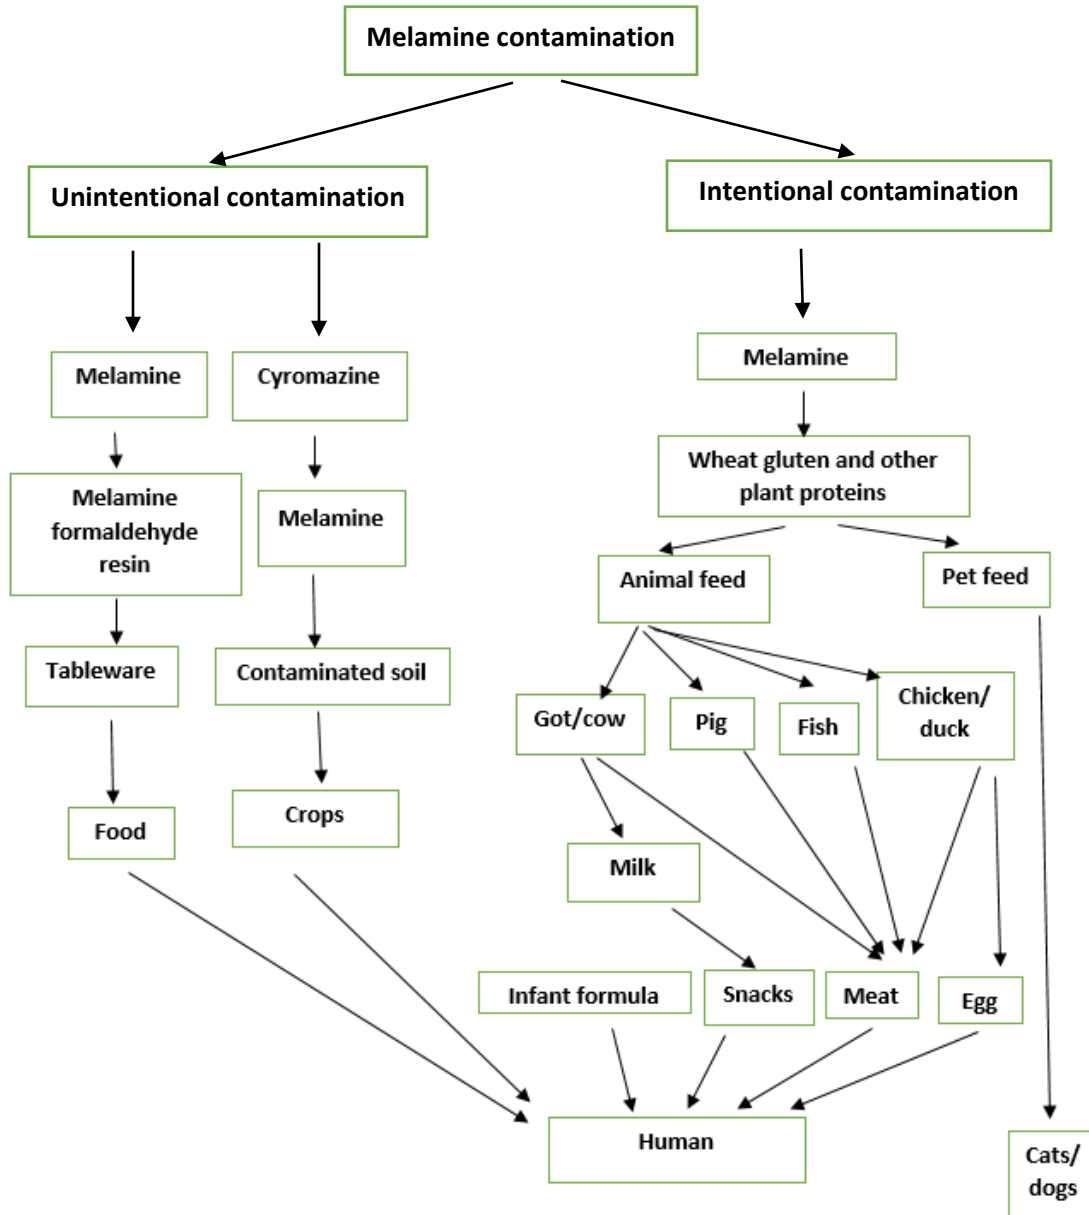 Melamine contamination
Unintentional contamination
Intentional contamination
Melamine
Cyromazine
Melamine
Melamine
formaldehyde
resin
Melamine
Wheat gluten and other
plant proteins
Animal feed
Pet feed
Tableware
Contaminated soil
Got/cow
Pig
Fish
Chicken/
duck
Food
Crops
Milk
Infant formula
Snacks
Meat
Egg
Human
Cats/
dogs